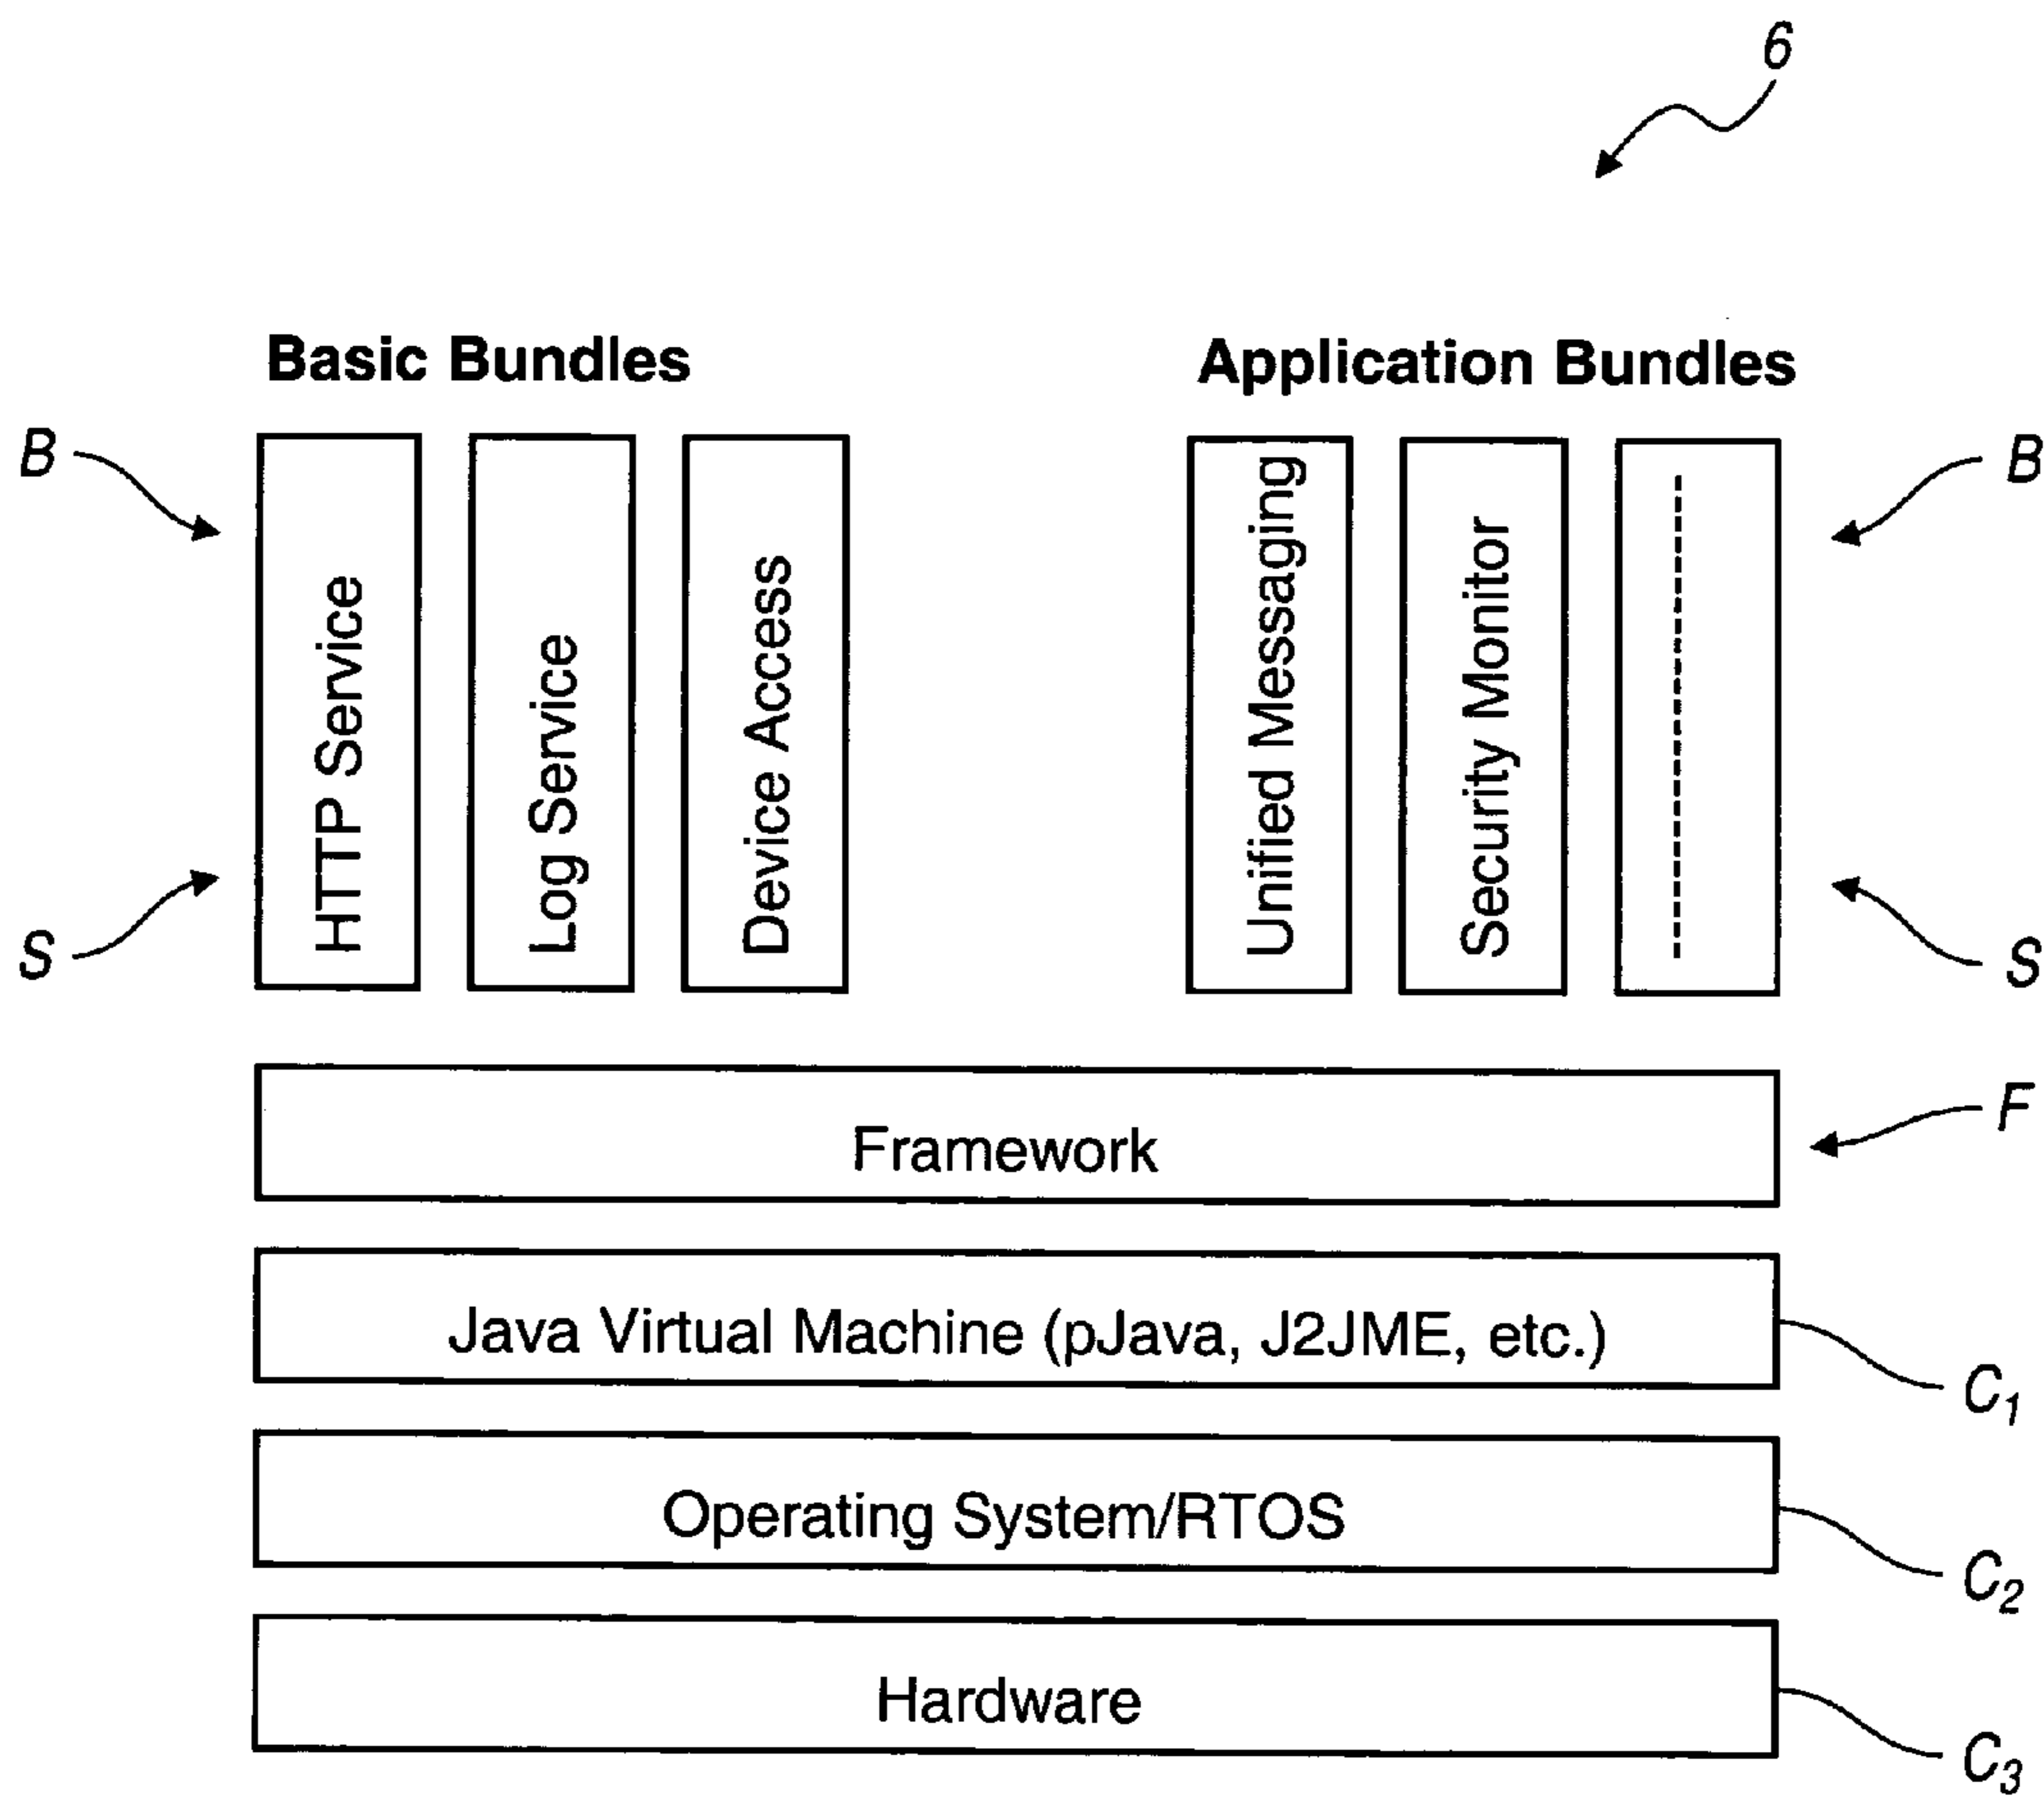 6
Basic Bundles
Application Bundles
B
B
HTTP Service
Log Service
Device Access
Unified Messaging
Security Monitor
S
S
Framework
F
Java Virtual Machine (pJava, J2JME, etc.)
C1
Operating System/RTOS
C2
Hardware
C3